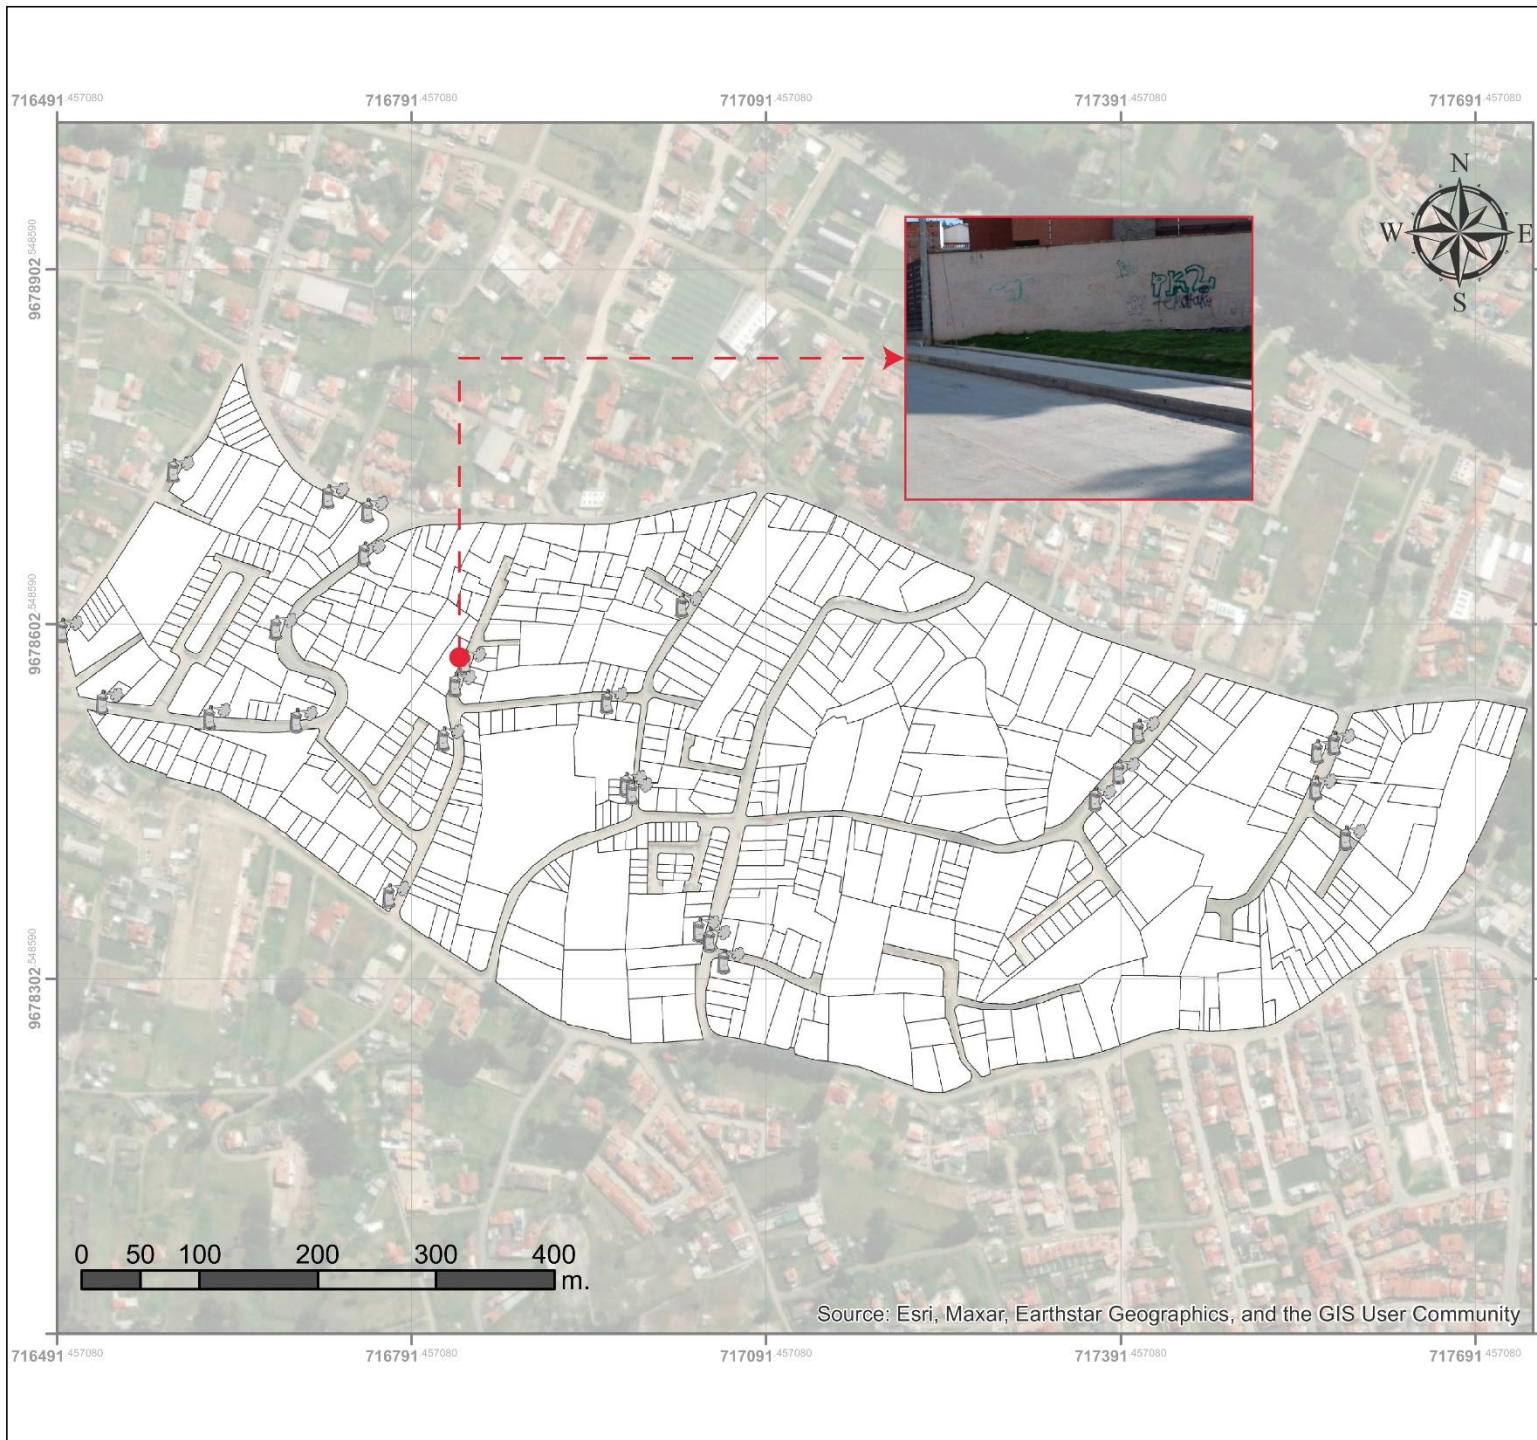 716491.457080 716791.457080 717091.457080 717391.457080 717691.457080
N
W E
S
9678902.548590
PK2
9678602.548590
9678302.548590
0 50 100 200 300 400
m.
Source: Esri, Maxar, Earthstar Geographics, and the GIS User Community
716491.457080 716791.457080 717091.457080 717391.457080 717691.457080